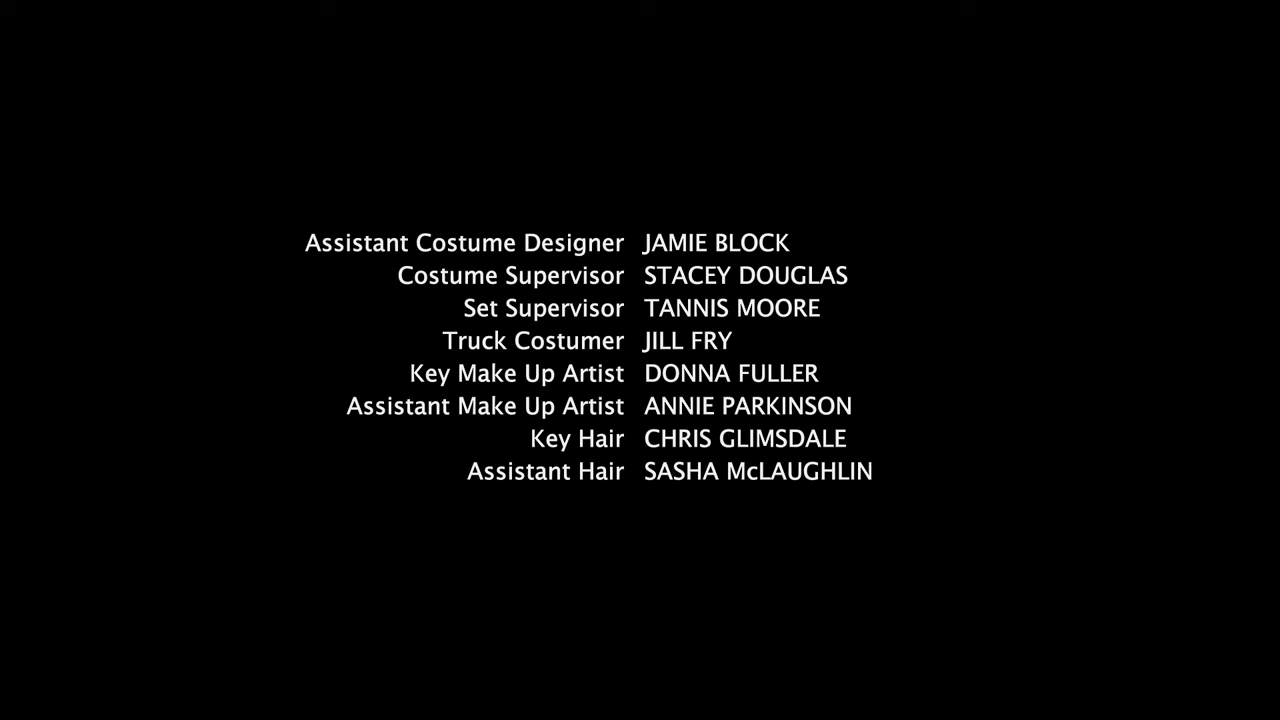 Assistant Costume Designer JAMIE BLOCK
Costume Supervisor STACEY DOUGLAS
Set Supervisor TANNIS MOORE
Truck Costumer JILL FRY
Key Make Up Artist DONNA FULLER
Assistant Make Up Artist ANNIE PARKINSON
Key Hair CHRIS GLIMSDALE
Assistant Hair SASHA McLAUGHLIN